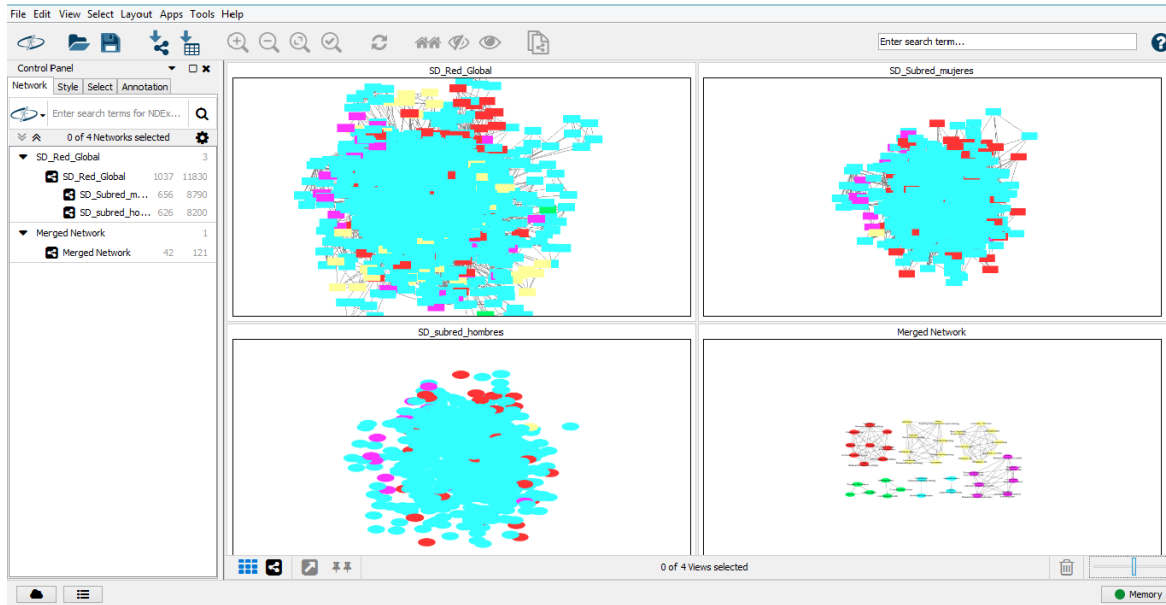 File Edit View Select Layout Apps Tools Help
Enter search term...
Control Panel
Network Style Select Annotation
Enter search terms for NDEx...
0 of 4 Networks selected
SD_Red_Global 3
SD_Red_Global 1037 11830
SD_Subred_m... 656 8790
SD_subred_ho... 626 8200
Merged Network 1
Merged Network 42 121
SD_Red_Global
SD_Subred_mujeres
SD_subred_hombres
Merged Network
0 of 4 Views selected
Memory